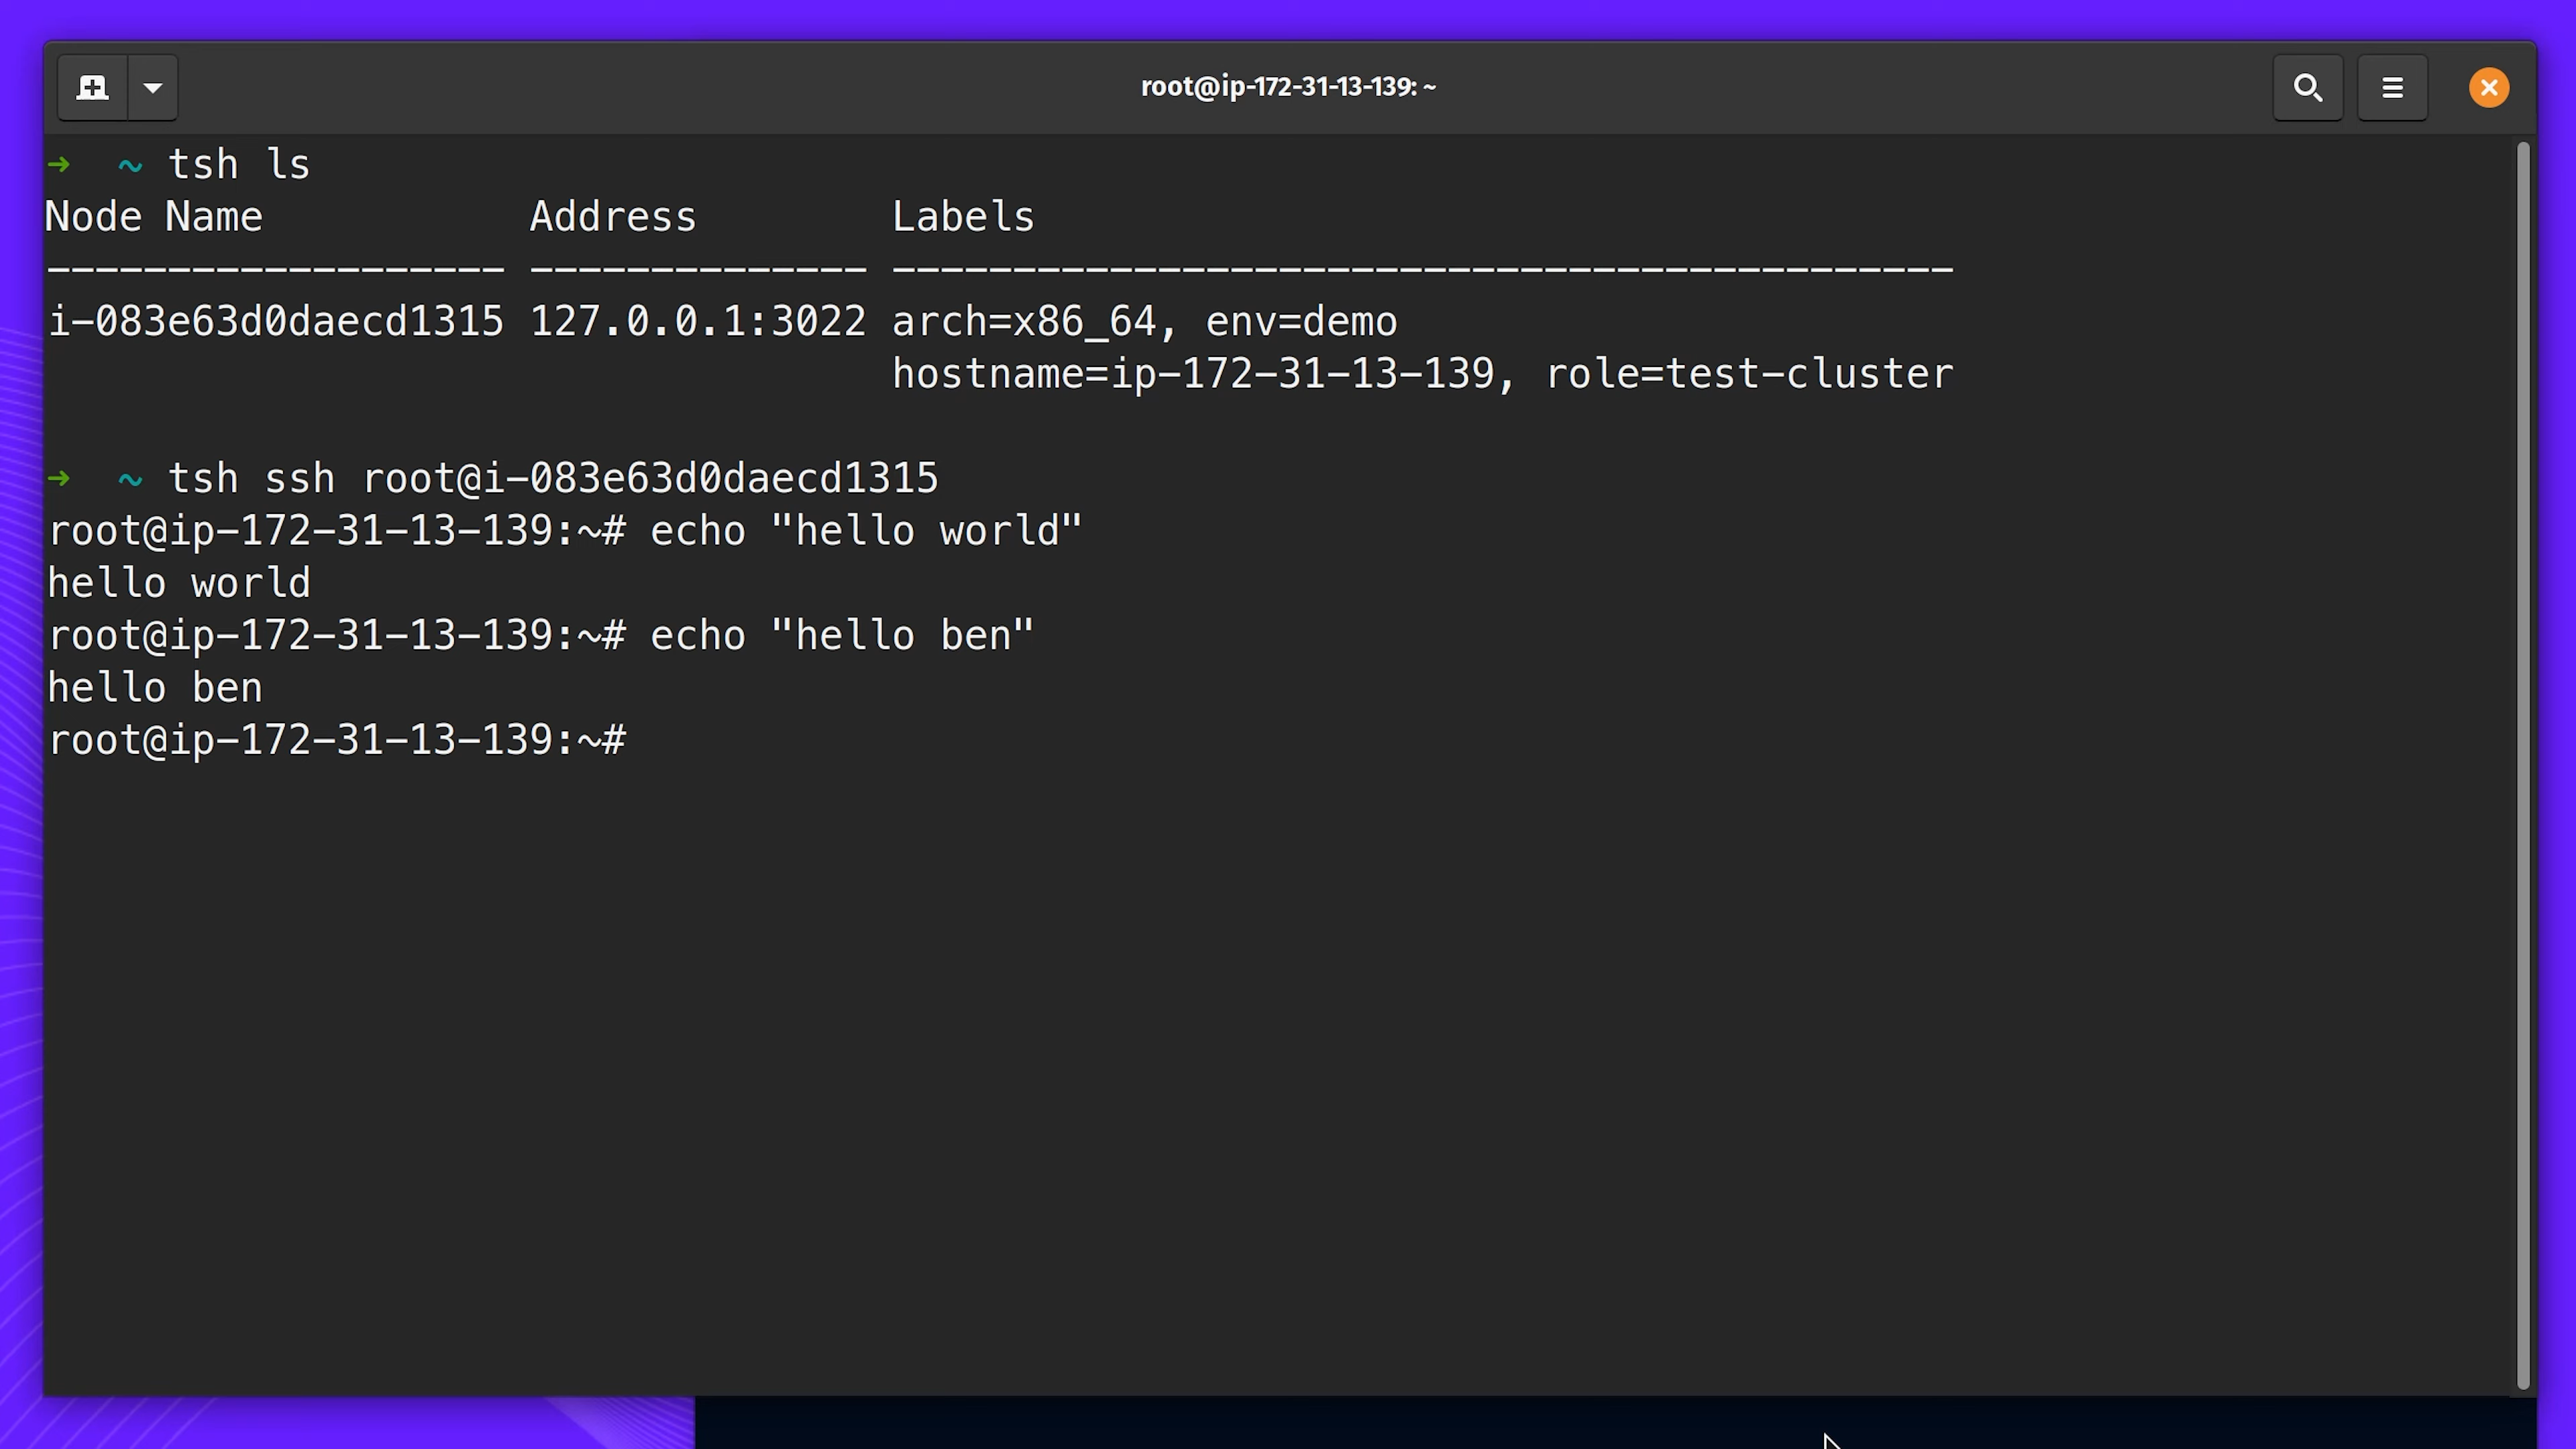 root@ip-172-31-13-139: ~
➜ ~ tsh ls
Node Name Address Labels
------------------- -------------- --------------------------------------------
i-083e63d0daecd1315 127.0.0.1:3022 arch=x86_64, env=demo
hostname=ip-172-31-13-139, role=test-cluster
➜ ~ tsh ssh root@i-083e63d0daecd1315
root@ip-172-31-13-139:~# echo "hello world"
hello world
root@ip-172-31-13-139:~# echo "hello ben"
hello ben
root@ip-172-31-13-139:~#